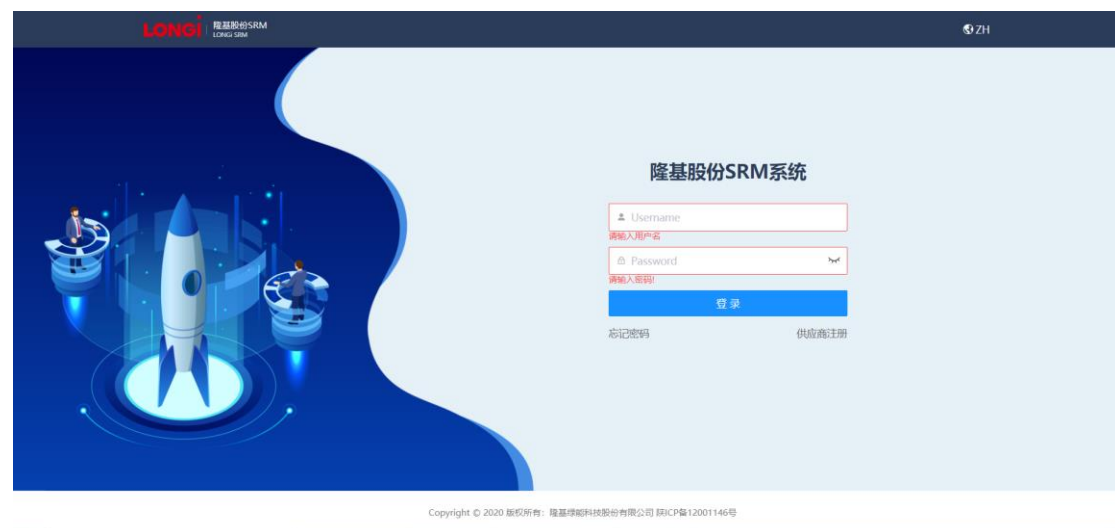 LONGi
隆基股份SRM
LONGi SRM
ZH
隆基股份SRM系统
Username
请输入用户名
Password
请输入密码!
登录
忘记密码 供应商注册
Copyright © 2020 版权所有：隆基绿能科技股份有限公司 陕ICP备12001146号